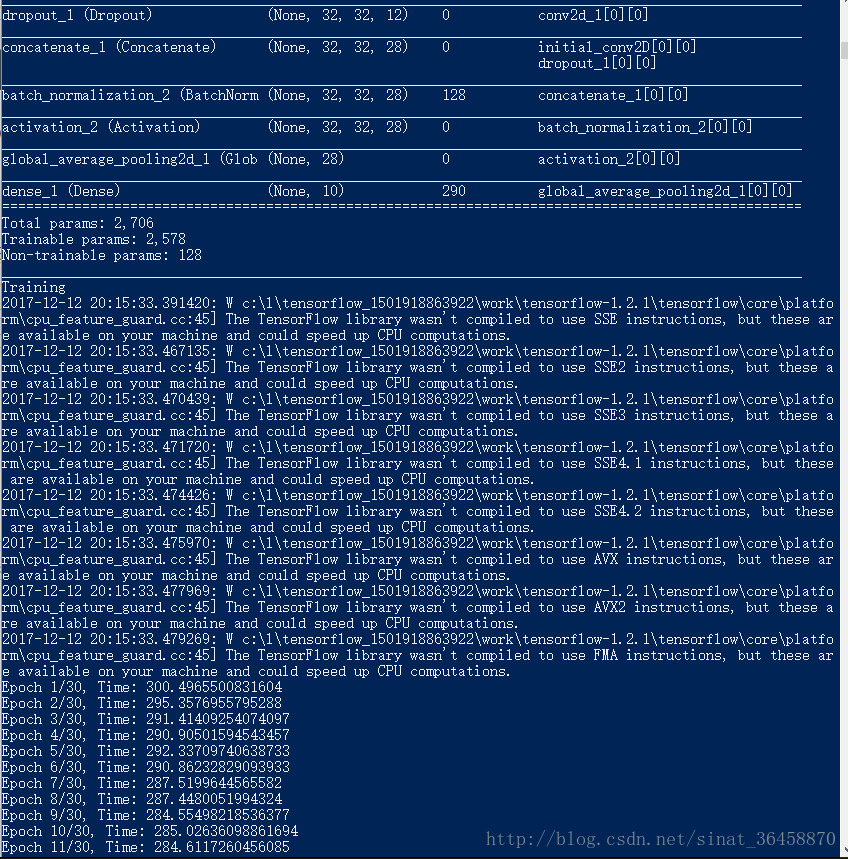 dropout_1 (Dropout) (None, 32, 32, 12) 0 conv2d_1[0][0]
concatenate_1 (Concatenate) (None, 32, 32, 28) 0 initial_conv2D[0][0]
dropout_1[0][0]
batch_normalization_2 (BatchNorm (None, 32, 32, 28) 128 concatenate_1[0][0]
activation_2 (Activation) (None, 32, 32, 28) 0 batch_normalization_2[0][0]
global_average_pooling2d_1 (Glob (None, 28) 0 activation_2[0][0]
dense_1 (Dense) (None, 10) 290 global_average_pooling2d_1[0][0]
Total params: 2,706
Trainable params: 2,578
Non-trainable params: 128
Training
2017-12-12 20:15:33.391420: W c:\l\tensorflow_1501918863922\work\tensorflow-1.2.1\tensorflow\core\platfo
rm\cpu_feature_guard.cc:45] The TensorFlow library wasn't compiled to use SSE instructions, but these ar
e available on your machine and could speed up CPU computations.
2017-12-12 20:15:33.467135: W c:\l\tensorflow_1501918863922\work\tensorflow-1.2.1\tensorflow\core\platfo
rm\cpu_feature_guard.cc:45] The TensorFlow library wasn't compiled to use SSE2 instructions, but these a
re available on your machine and could speed up CPU computations.
2017-12-12 20:15:33.470439: W c:\l\tensorflow_1501918863922\work\tensorflow-1.2.1\tensorflow\core\platfo
rm\cpu_feature_guard.cc:45] The TensorFlow library wasn't compiled to use SSE3 instructions, but these a
re available on your machine and could speed up CPU computations.
2017-12-12 20:15:33.471720: W c:\l\tensorflow_1501918863922\work\tensorflow-1.2.1\tensorflow\core\platfo
rm\cpu_feature_guard.cc:45] The TensorFlow library wasn't compiled to use SSE4.1 instructions, but these
are available on your machine and could speed up CPU computations.
2017-12-12 20:15:33.474426: W c:\l\tensorflow_1501918863922\work\tensorflow-1.2.1\tensorflow\core\platfo
rm\cpu_feature_guard.cc:45] The TensorFlow library wasn't compiled to use SSE4.2 instructions, but these
are available on your machine and could speed up CPU computations.
2017-12-12 20:15:33.475970: W c:\l\tensorflow_1501918863922\work\tensorflow-1.2.1\tensorflow\core\platfo
rm\cpu_feature_guard.cc:45] The TensorFlow library wasn't compiled to use AVX instructions, but these ar
e available on your machine and could speed up CPU computations.
2017-12-12 20:15:33.477969: W c:\l\tensorflow_1501918863922\work\tensorflow-1.2.1\tensorflow\core\platfo
rm\cpu_feature_guard.cc:45] The TensorFlow library wasn't compiled to use AVX2 instructions, but these a
re available on your machine and could speed up CPU computations.
2017-12-12 20:15:33.479269: W c:\l\tensorflow_1501918863922\work\tensorflow-1.2.1\tensorflow\core\platfo
rm\cpu_feature_guard.cc:45] The TensorFlow library wasn't compiled to use FMA instructions, but these ar
e available on your machine and could speed up CPU computations.
Epoch 1/30, Time: 300.4965500831604
Epoch 2/30, Time: 295.3576955795288
Epoch 3/30, Time: 291.41409254074097
Epoch 4/30, Time: 290.90501594543457
Epoch 5/30, Time: 292.33709740638733
Epoch 6/30, Time: 290.86232829093933
Epoch 7/30, Time: 287.5199644565582
Epoch 8/30, Time: 287.4480051994324
Epoch 9/30, Time: 284.55498218536377
Epoch 10/30, Time: 285.02636098861694
Epoch 11/30, Time: 284.6117260456085
http://blog.csdn.net/sinat_36458870